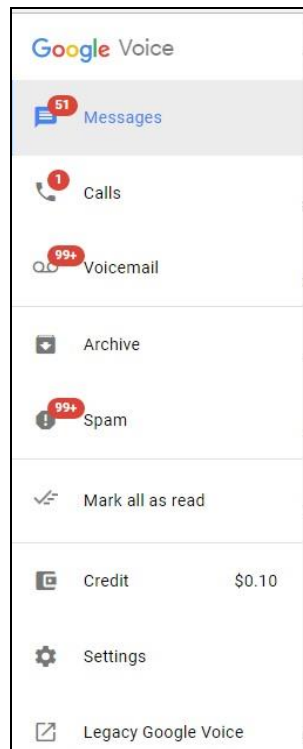 Google Voice
51
Messages
1
Calls
99+
Voicemail
Archive
99+
Spam
Mark all as read
Credit $0.10
Settings
Legacy Google Voice